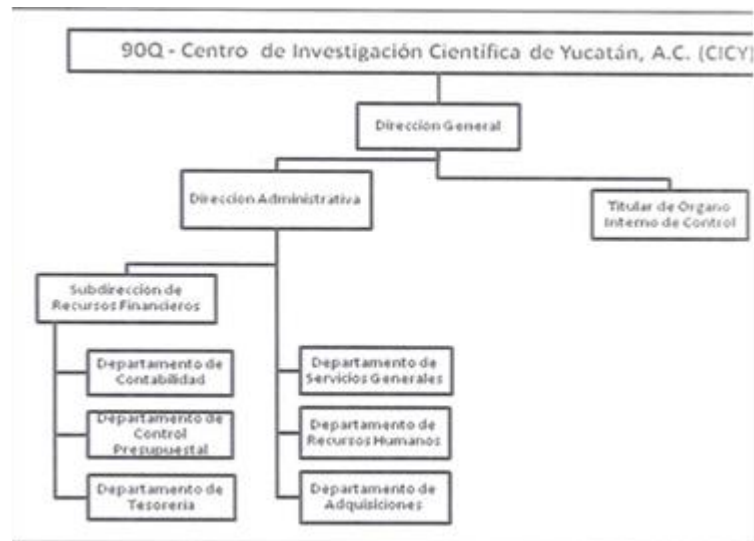 90Q - Centro de Investigación Científica de Yucatán, A.C. (CICY)
Dirección General
Direccion Administrativa
Titular de Organo
Interno de Control
Subdirección de
Recursos Financieros
Departamento de
Contabilidad
Departamento de
Servicios Generales
Departamento de
Control
Presupuestal
Departamento de
Recursos Humanos
Departamento de
Tesoreria
Departamento de
Adquisiciones